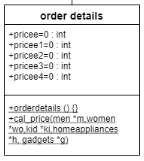 order details
+pricee=0 : int
+pricee1=0 : int
+pricee2=0 : int
+pricee3=0 : int
+pricee4=0 : int
+orderdetails () {}
+cal_price(men *m,women
*wo,kid *ki,homeappliances
*h, gadgets *g)